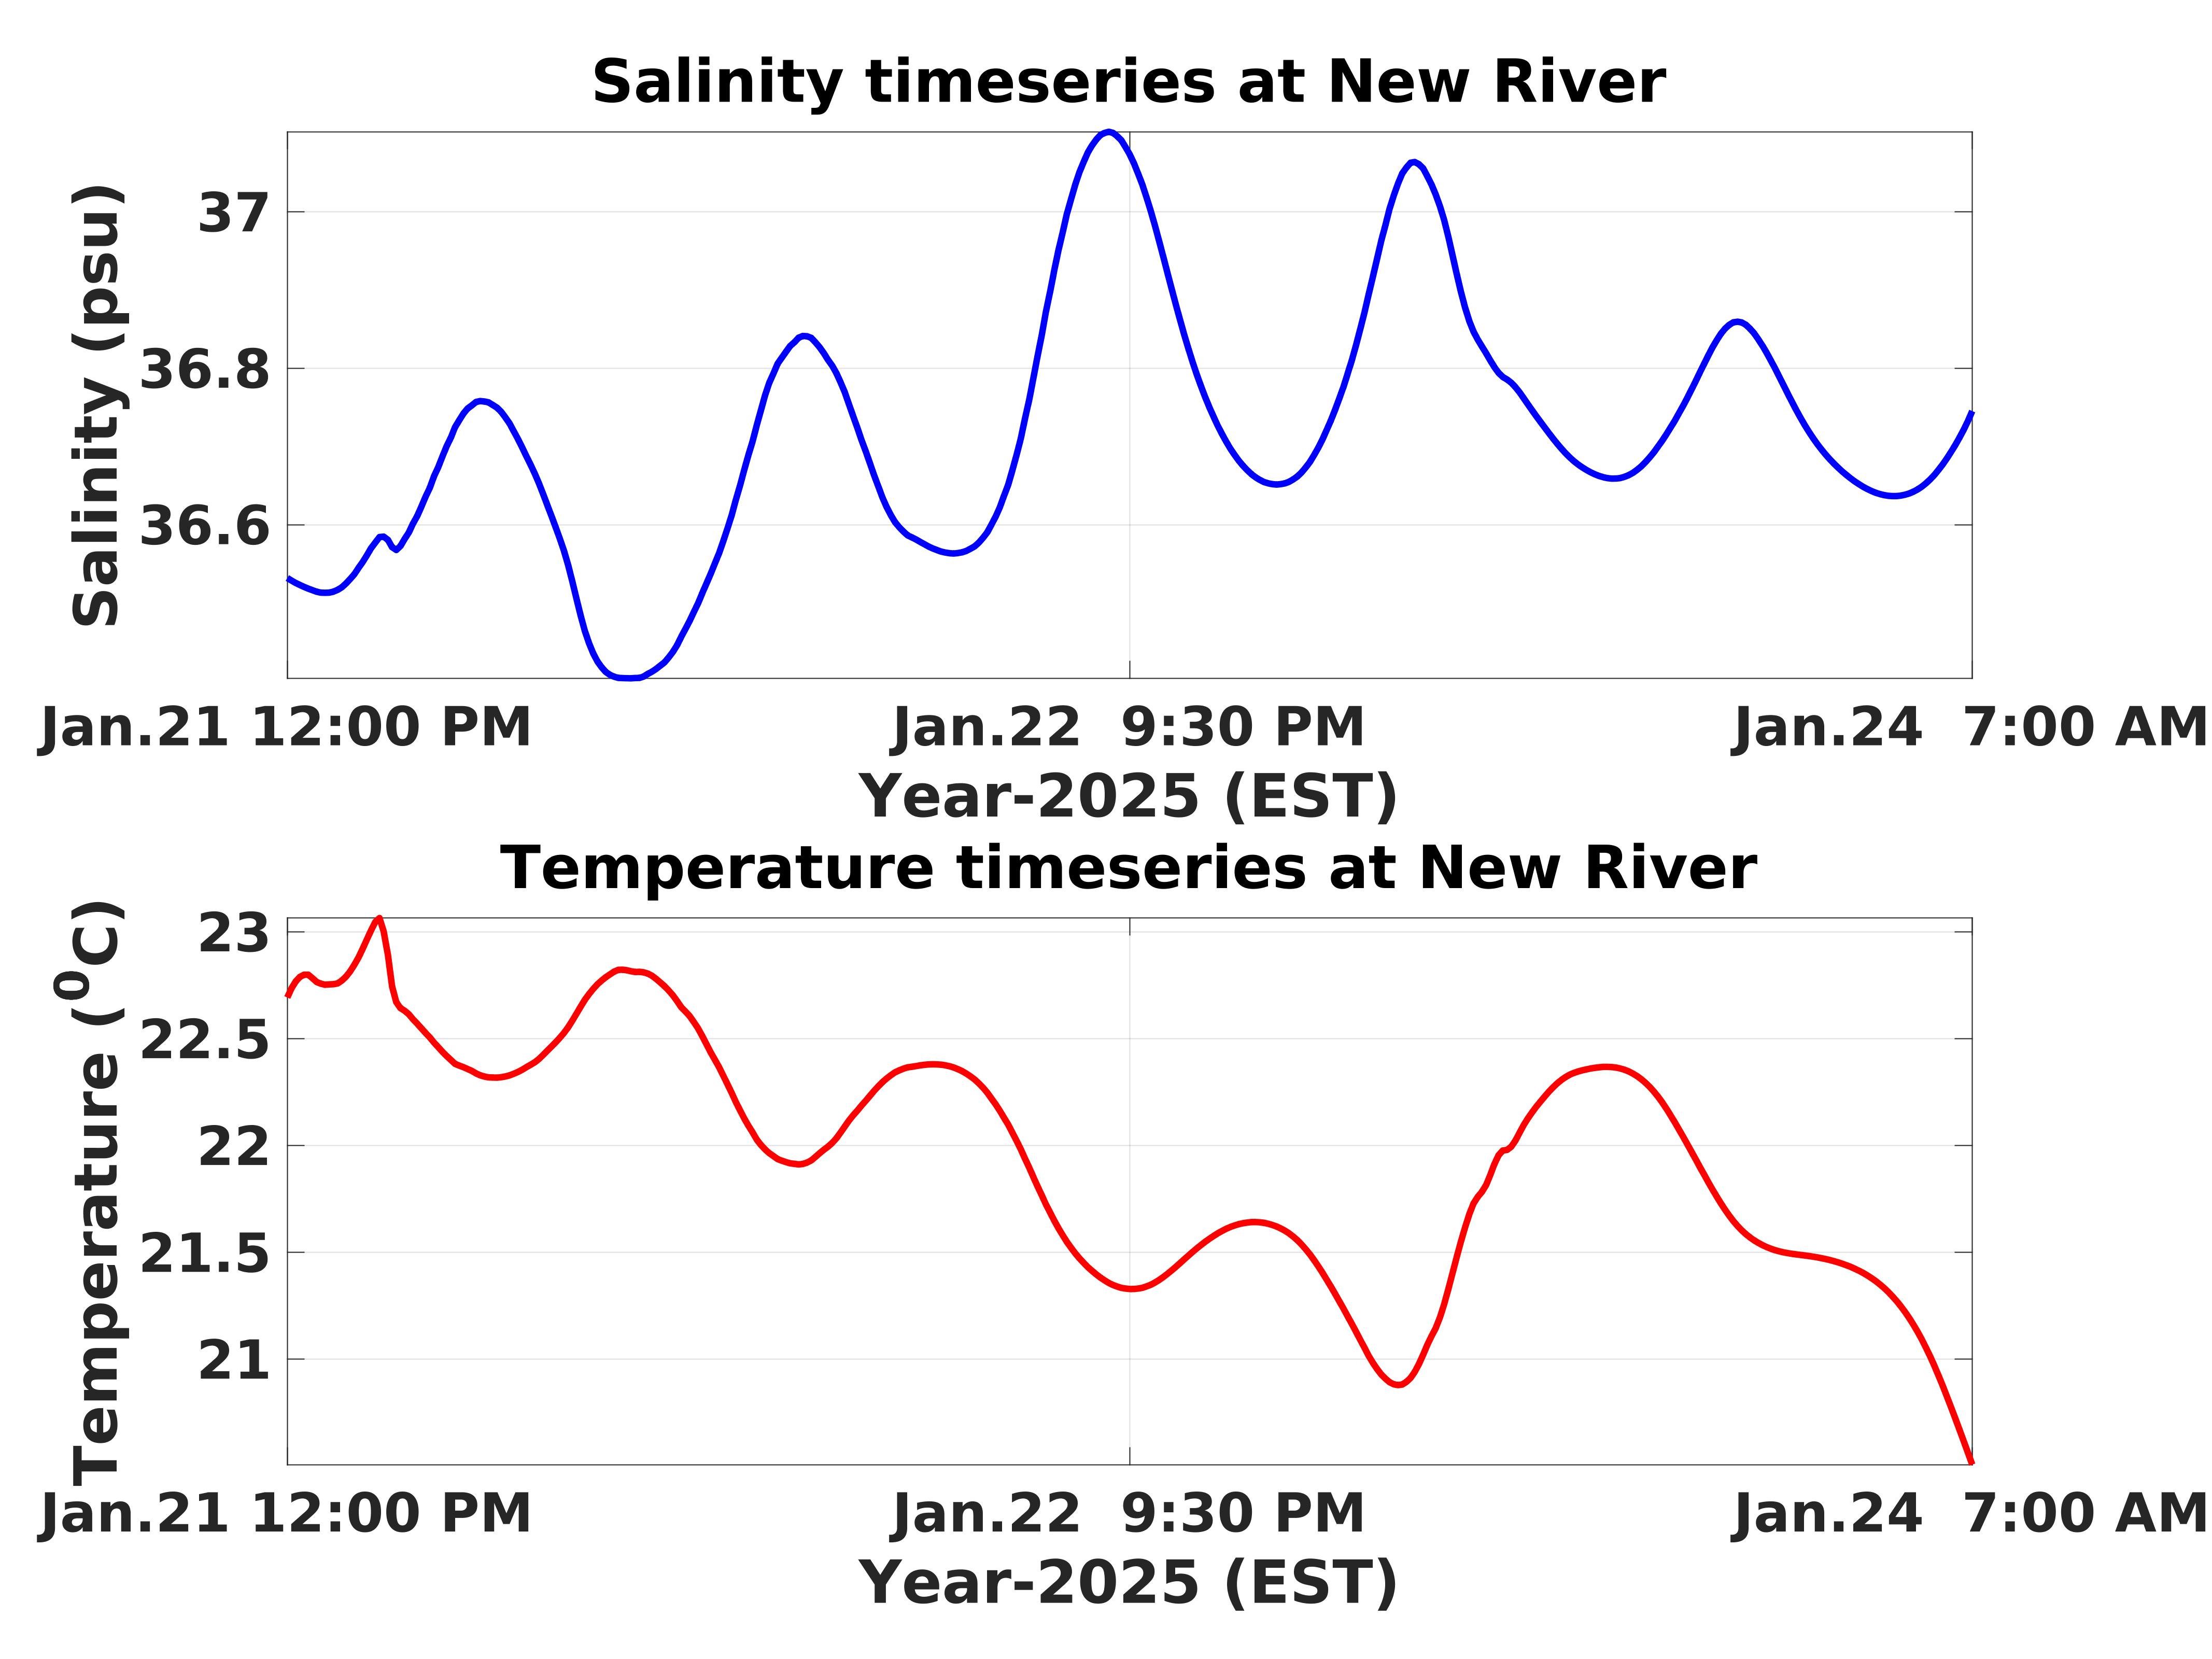 Salinity timeseries at New River
Salinity (psu)
37
36.8
36.6
Jan.21 12:00 PM Jan.22  9:30 PM Jan.24  7:00 AM
Year-2025 (EST)
Temperature timeseries at New River
Temperature (⁰C)
23
22.5
22
21.5
21
Jan.21 12:00 PM Jan.22  9:30 PM Jan.24  7:00 AM
Year-2025 (EST)